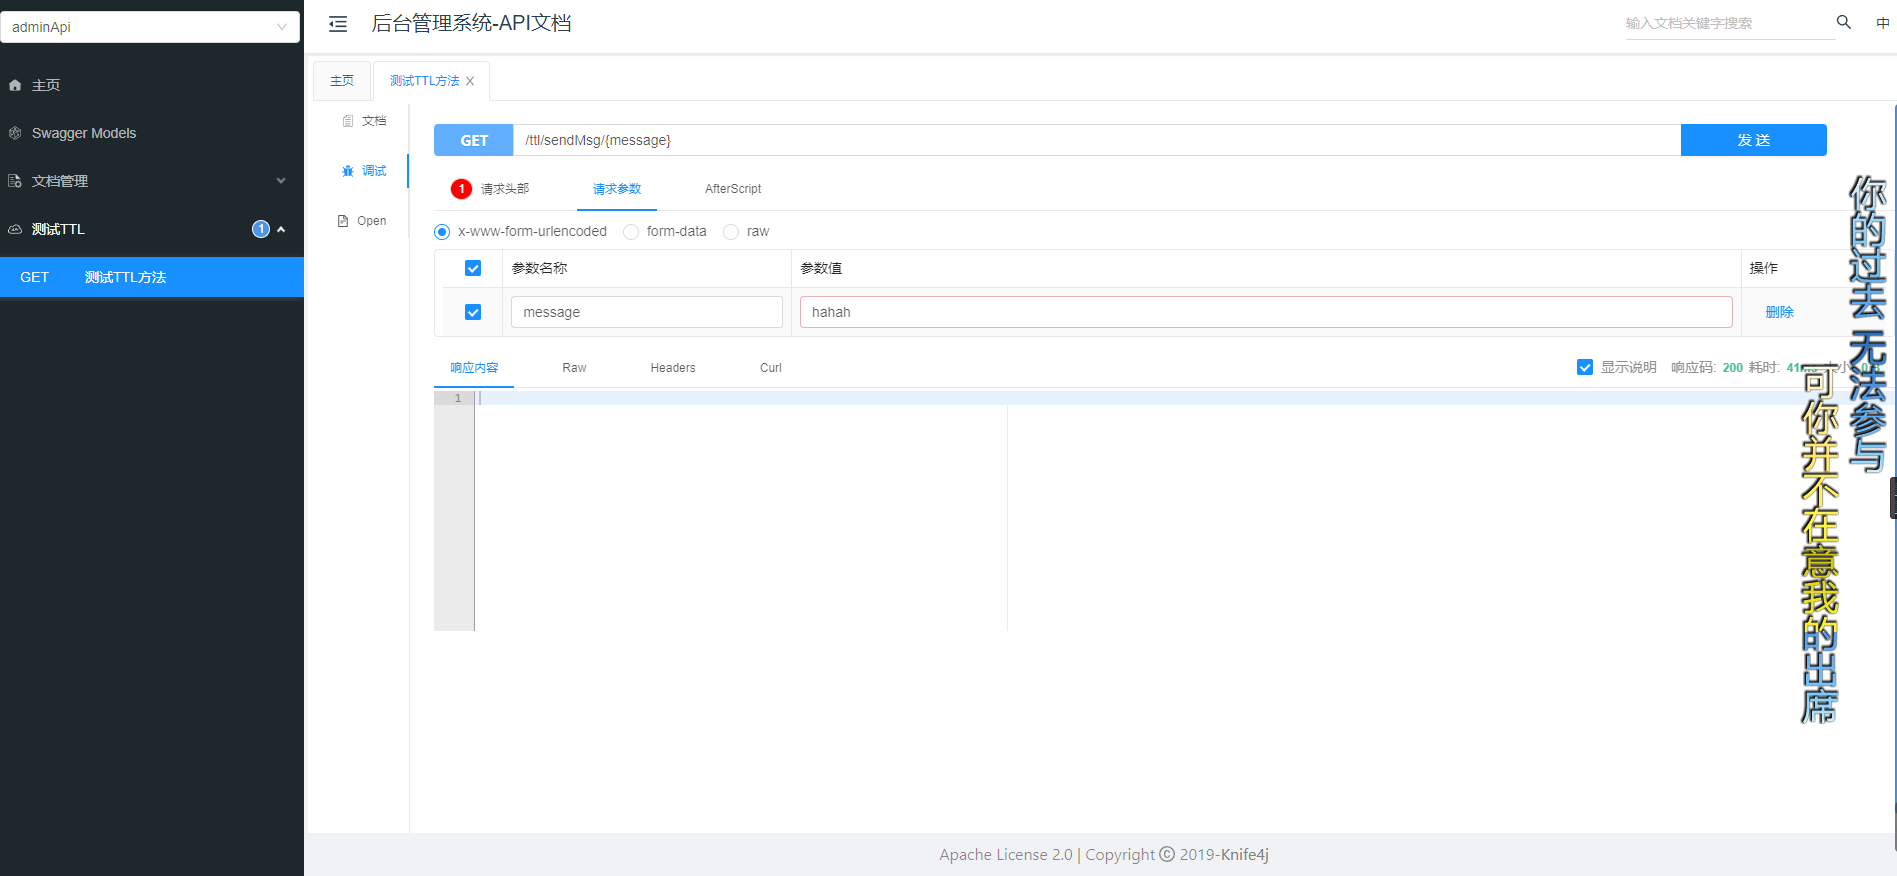 adminApi
主页
Swagger Models
文档管理
测试TTL
1
GET 测试TTL方法
后台管理系统-API文档
输入文档关键字搜索
中
主页
测试TTL方法
文档
调试
Open
GET /ttl/sendMsg/{message} 发 送
1 请求头部 请求参数 AfterScript
x-www-form-urlencoded form-data raw
参数名称 参数值 操作
message hahah 删除
响应内容 Raw Headers Curl
显示说明 响应码: 200 耗时:
1
你的过去 无法参与
可你并不在意我的出席
Apache License 2.0 | Copyright © 2019-Knife4j